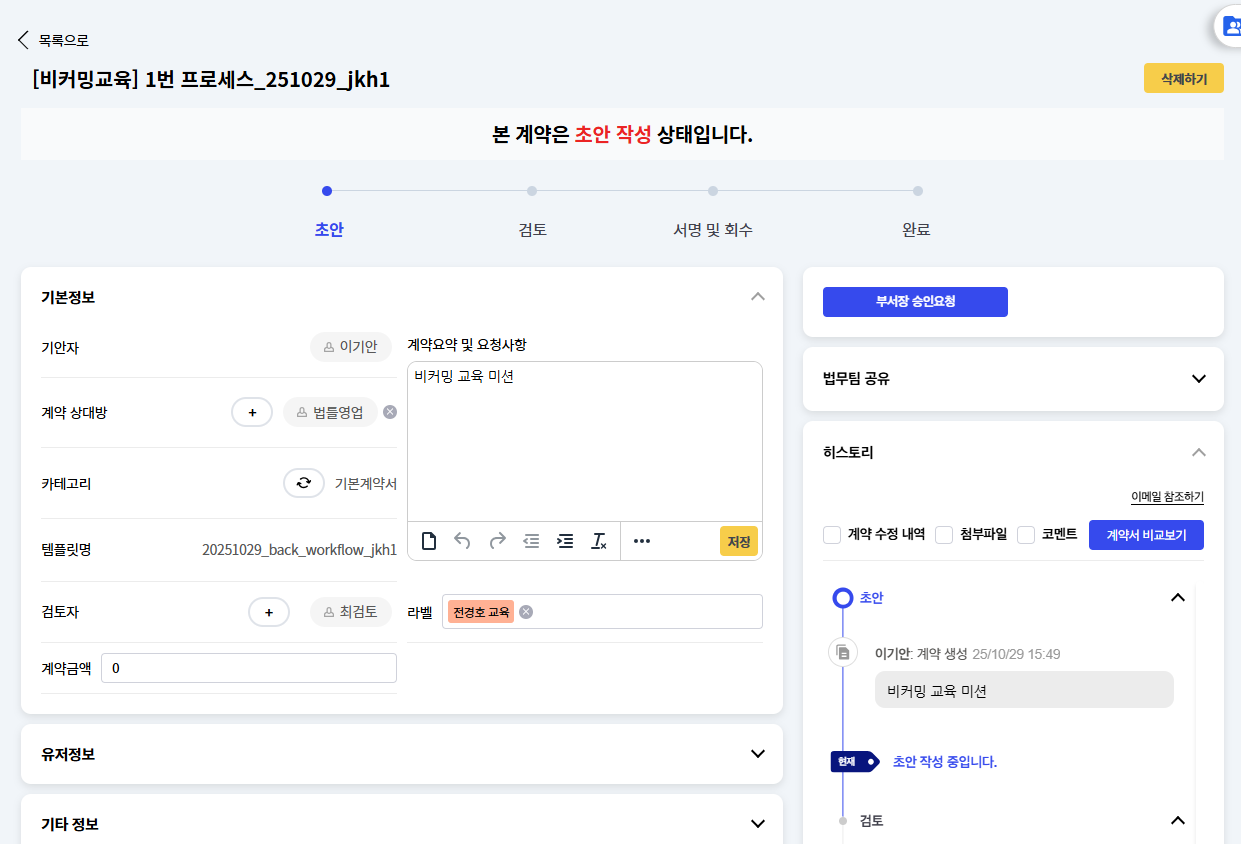 목록으로
[비커밍교육] 1번 프로세스_251029_jkh1
삭제하기
본 계약은 초안 작성 상태입니다.
초안
검토
서명 및 회수
완료
기본정보
기안자
이기안
계약 상대방
+
법틀영업
카테고리
기본계약서
템플릿명
20251029_back_workflow_jkh1
검토자
+
최검토
계약금액
0
계약요약 및 요청사항
비커밍 교육 미션
저장
라벨
전경호 교육
유저정보
기타 정보
부서장 승인요청
법무팀 공유
히스토리
이메일 참조하기
계약 수정 내역
첨부파일
코멘트
계약서 비교보기
초안
이기안: 계약 생성 25/10/29 15:49
비커밍 교육 미션
현재
초안 작성 중입니다.
검토